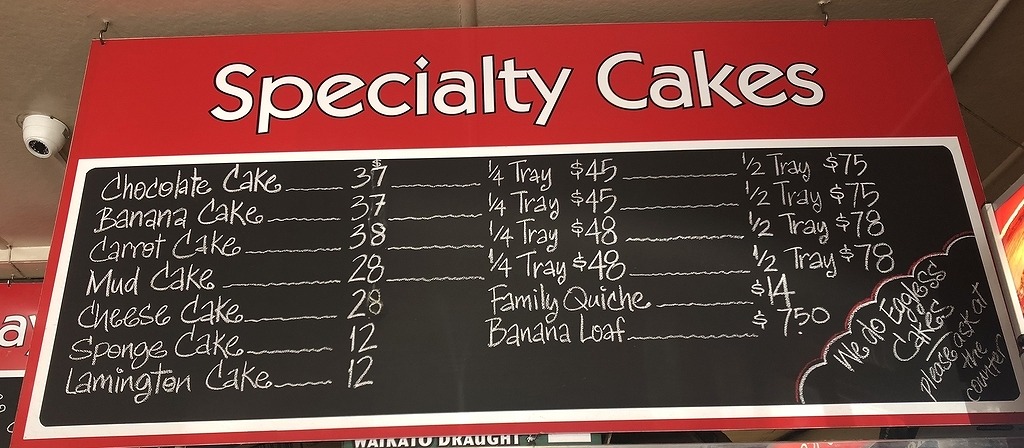 Specialty Cakes
$
Chocolate Cake 37 1/4 Tray $45 1/2 Tray $75
Banana Cake 37 1/4 Tray $45 1/2 Tray $75
Carrot Cake 38 1/4 Tray $48 1/2 Tray $78
Mud Cake 28 1/4 Tray $48 1/2 Tray $78
Cheese Cake 28 Family Quiche $14
Sponge Cake 12 Banana Loaf $7.50
Lamington Cake 12
We do Eggless
Cakes
please ask at
the
counter
ay
WAIKATO DRAUGHT